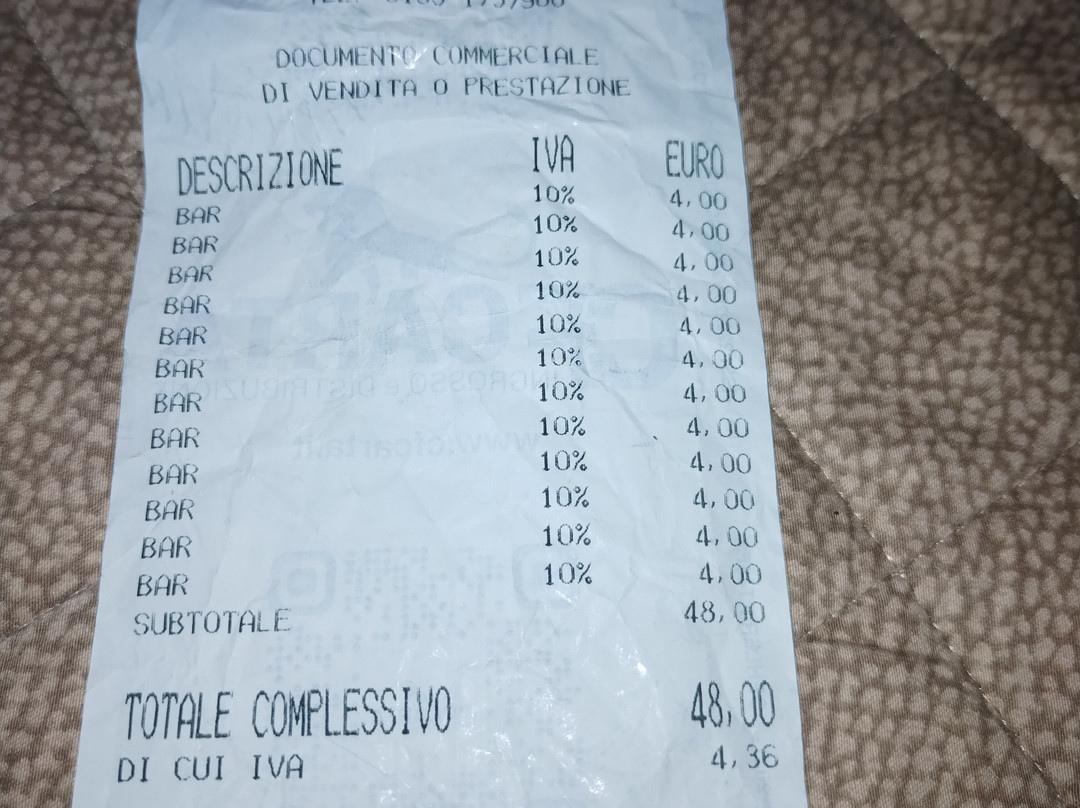 DOCUMENTO COMMERCIALE
DI VENDITA O PRESTAZIONE
DESCRIZIONE IVA EURO
BAR 10% 4,00
BAR 10% 4,00
BAR 10% 4,00
BAR 10% 4,00
BAR 10% 4,00
BAR 10% 4,00
BAR 10% 4,00
BAR 10% 4,00
BAR 10% 4,00
BAR 10% 4,00
BAR 10% 4,00
BAR 10% 4,00
SUBTOTALE 48,00
TOTALE COMPLESSIVO 48,00
DI CUI IVA 4,36